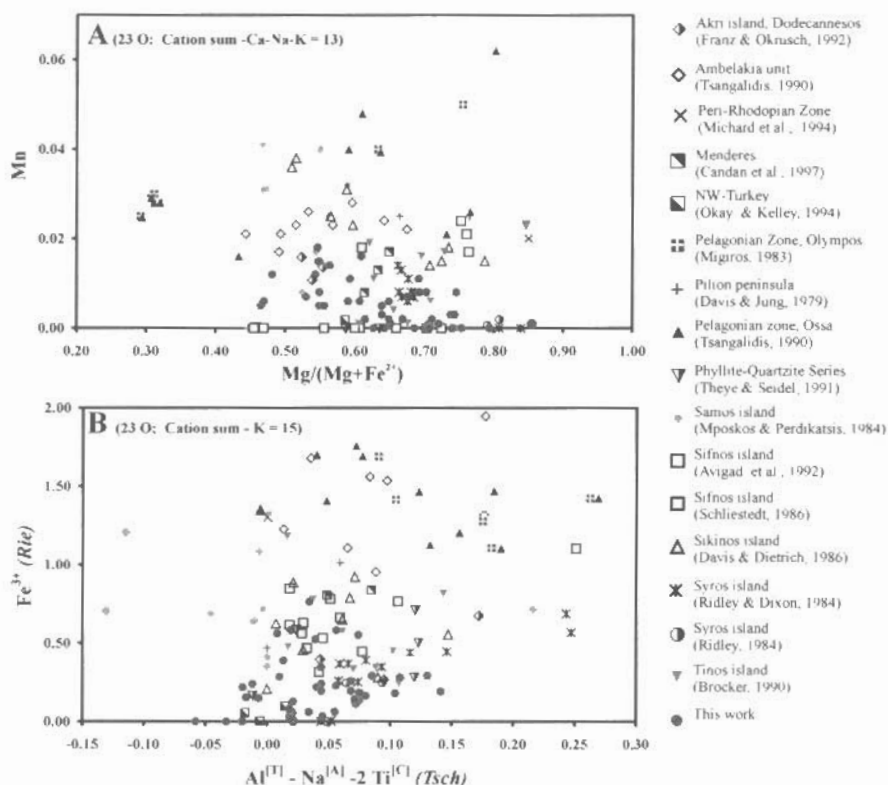 A (23 O: Cation sum -Ca-Na-K = 13)
Mn
0.06
0.04
0.02
0.00
0.20 0.30 0.40 0.50 0.60 0.70 0.80 0.90 1.00
Mg/(Mg+Fe²⁺)
B (23 O: Cation sum - K = 15)
Fe³⁺ (Rie)
2.00
1.50
1.00
0.50
0.00
-0.15 -0.10 -0.05 0.00 0.05 0.10 0.15 0.20 0.25 0,30
Al[T] - Na[A] -2 Ti[C] (Tsch)
Akri island, Dodecannesos
(Franz & Okrusch, 1992)
Ambelakia unit
(Tsangalidis, 1990)
Peri-Rhodopian Zone
(Michard et al, 1994)
Menderes
(Candan et al, 1997)
NW-Turkey
(Okay & Kelley, 1994)
Pelagonian Zone, Olympos
(Migiros, 1983)
Pilion peninsula
(Davis & Jung, 1979)
Pelagonian zone, Ossa
(Tsangalidis, 1990)
Phyllite-Quartzite Series
(Theye & Seidel, 1991)
Samos island
(Mposkos & Perdikatsis, 1984)
Sifnos island
(Avigad et al, 1992)
Sifnos island
(Schliestedt, 1986)
Sikinos island
(Davis & Dietrich, 1986)
Syros island
(Ridley & Dixon, 1984)
Syros island
(Ridley, 1984)
Tinos island
(Brocker, 1990)
This work